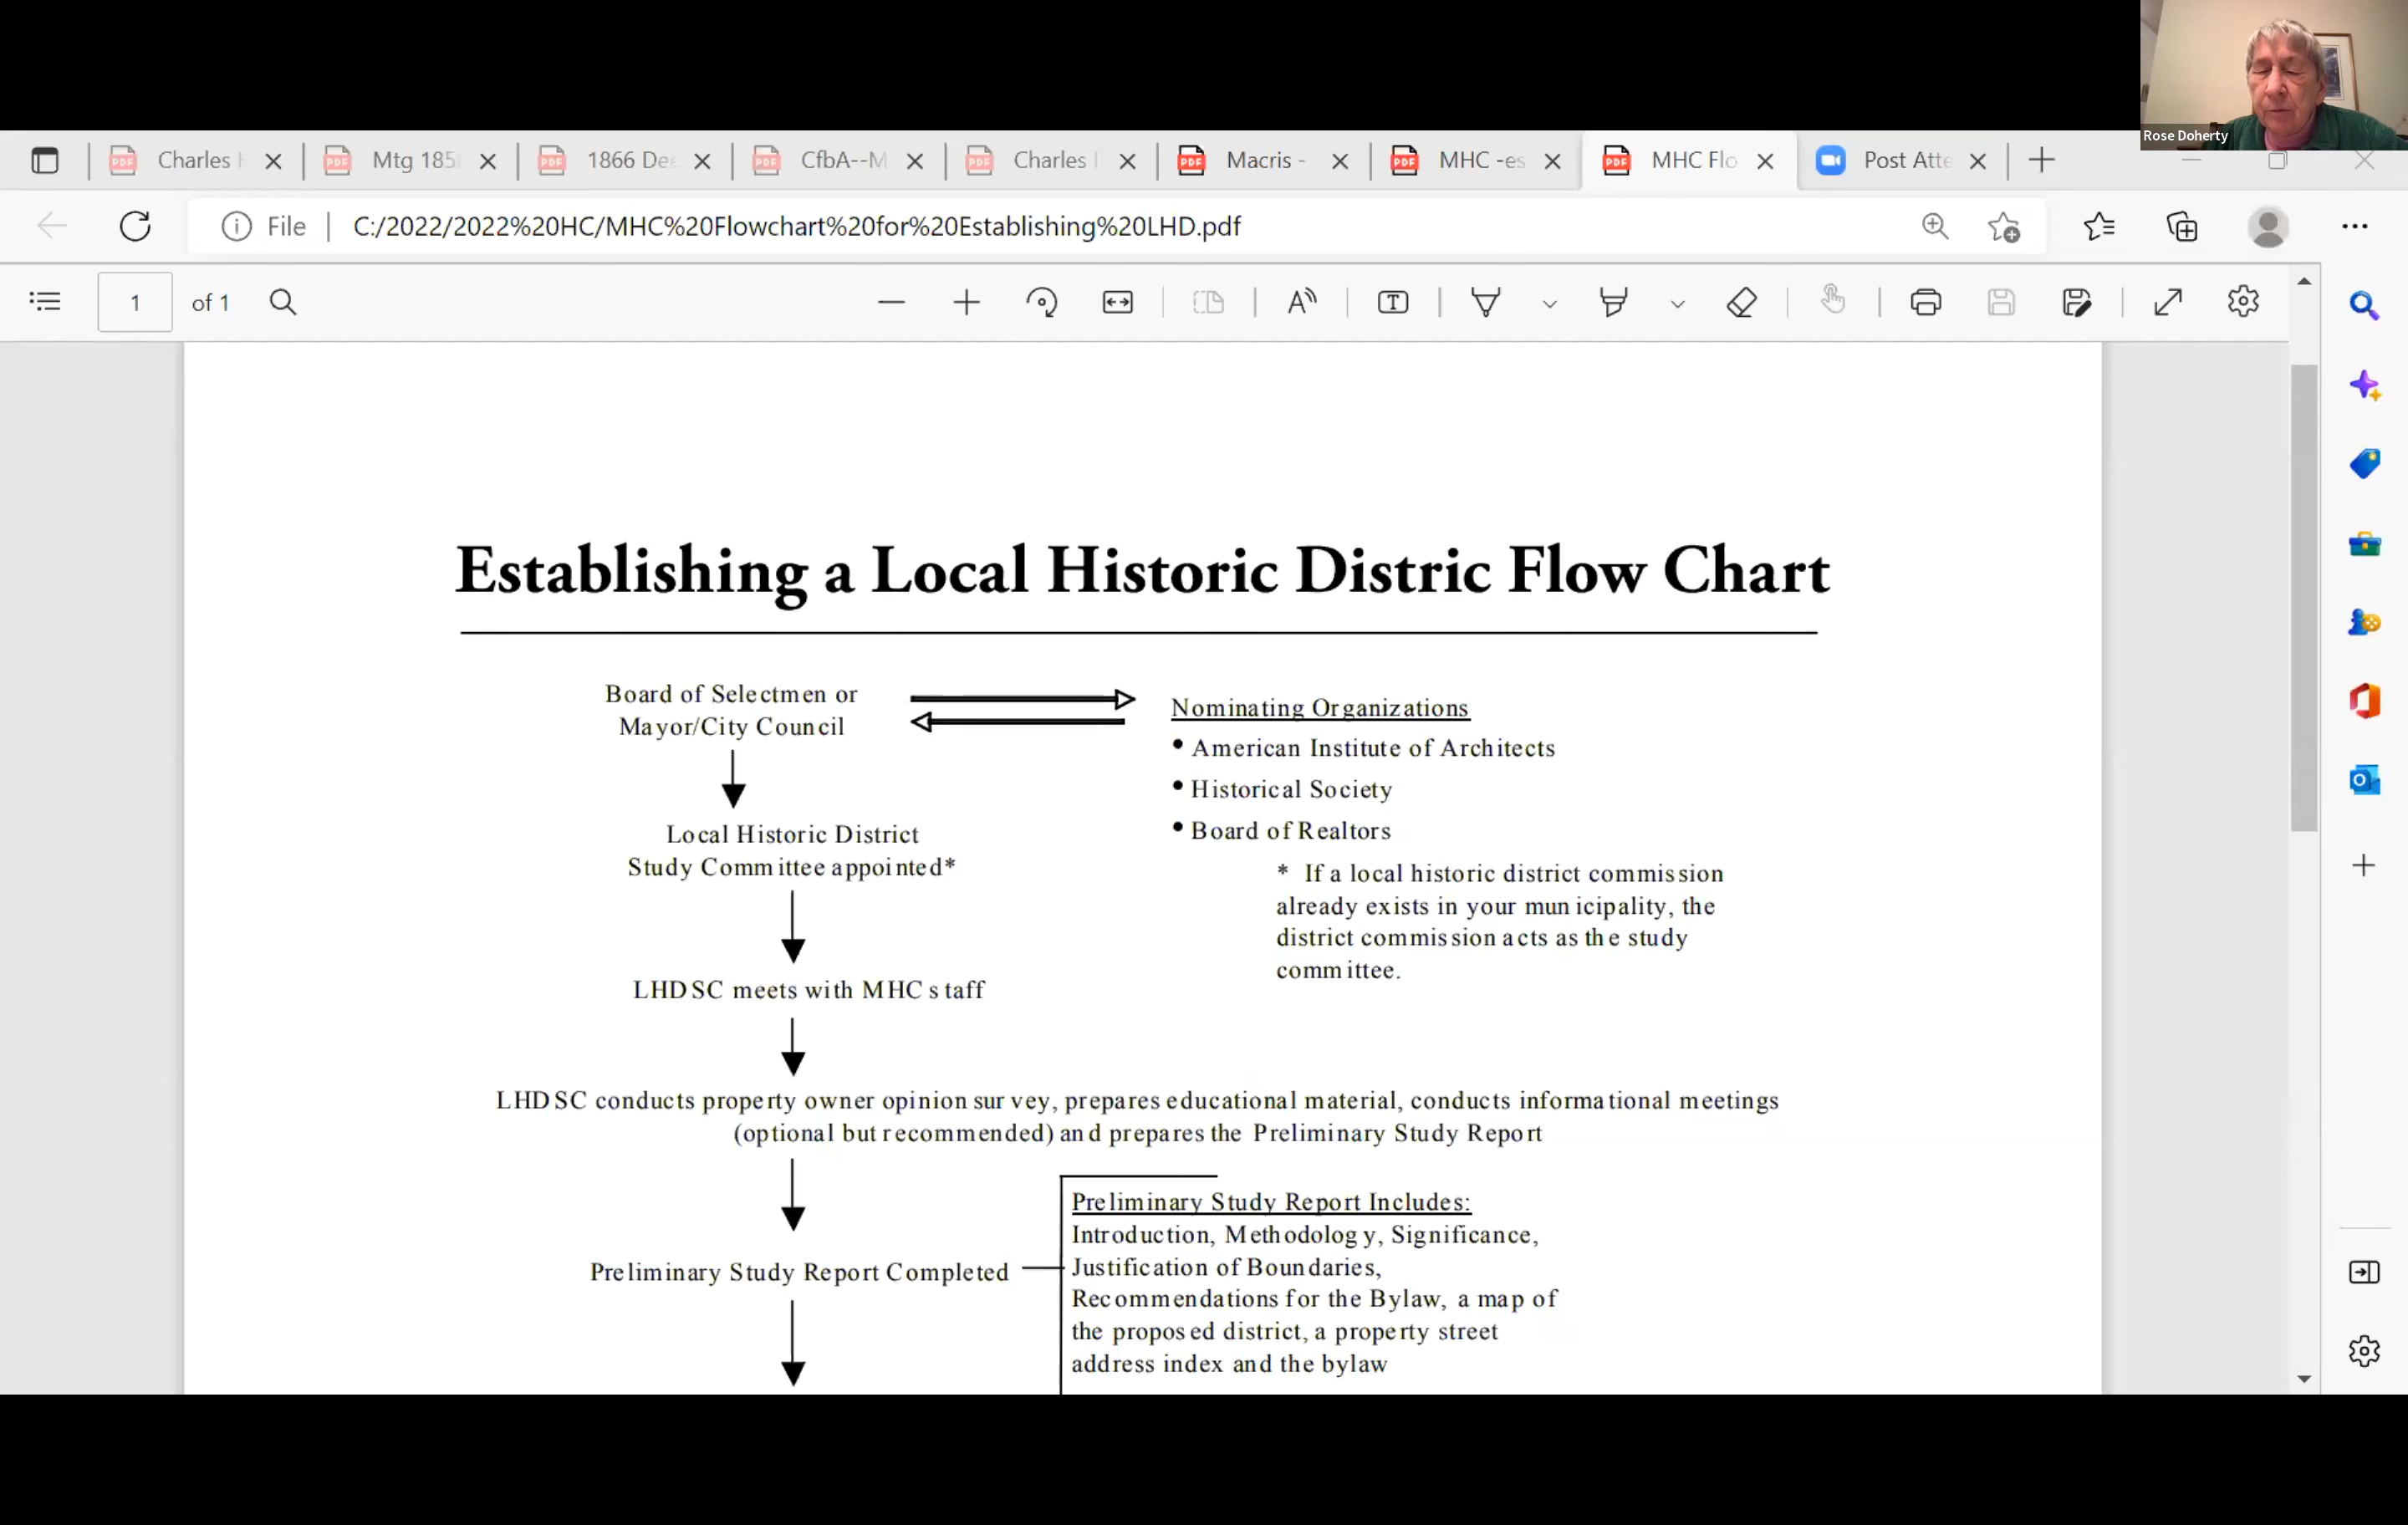 Rose Doherty
Charles
Mtg 185
1866 De
CfbA--M
Charles
Macris -
MHC -es
MHC Flo
Post Atte
File
C:/2022/2022%20HC/MHC%20Flowchart%20for%20Establishing%20LHD.pdf
1 of 1
Establishing a Local Historic Distric Flow Chart
Board of Selectmen or
Mayor/City Council
Nominating Organizations
• American Institute of Architects
• Historical Society
• Board of Realtors
Local Historic District
Study Committee appointed*
* If a local historic district commission
already exists in your municipality, the
district commission acts as the study
committee.
LHDSC meets with MHC staff
LHDSC conducts property owner opinion survey, prepares educational material, conducts informational meetings
(optional but recommended) and prepares the Preliminary Study Report
Preliminary Study Report Completed
Preliminary Study Report Includes:
Introduction, Methodology, Significance,
Justification of Boundaries,
Recommendations for the Bylaw, a map of
the proposed district, a property street
address index and the bylaw